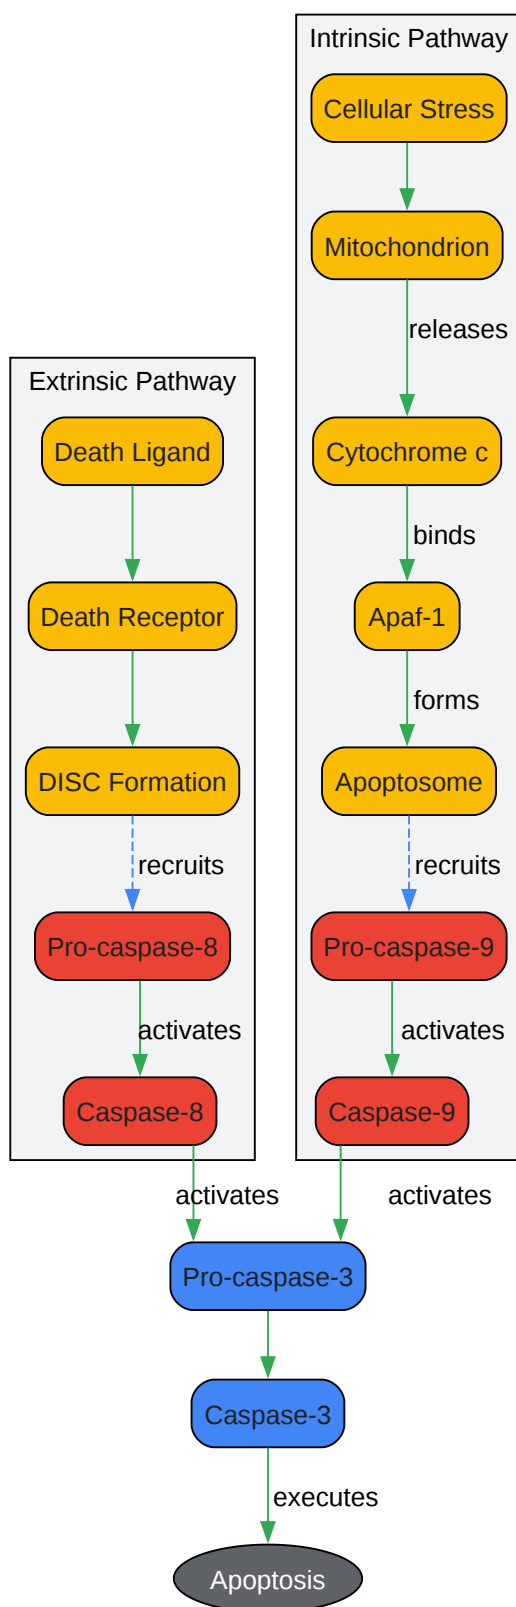 Intrinsic Pathway
Cellular Stress
Mitochondrion
releases
Extrinsic Pathway
Death Ligand
Cytochrome c
binds
Death Receptor
Apaf-1
forms
DISC Formation
Apoptosome
recruits
recruits
Pro-caspase-8
Pro-caspase-9
activates
activates
Caspase-8
Caspase-9
activates
activates
Pro-caspase-3
Caspase-3
executes
Apoptosis